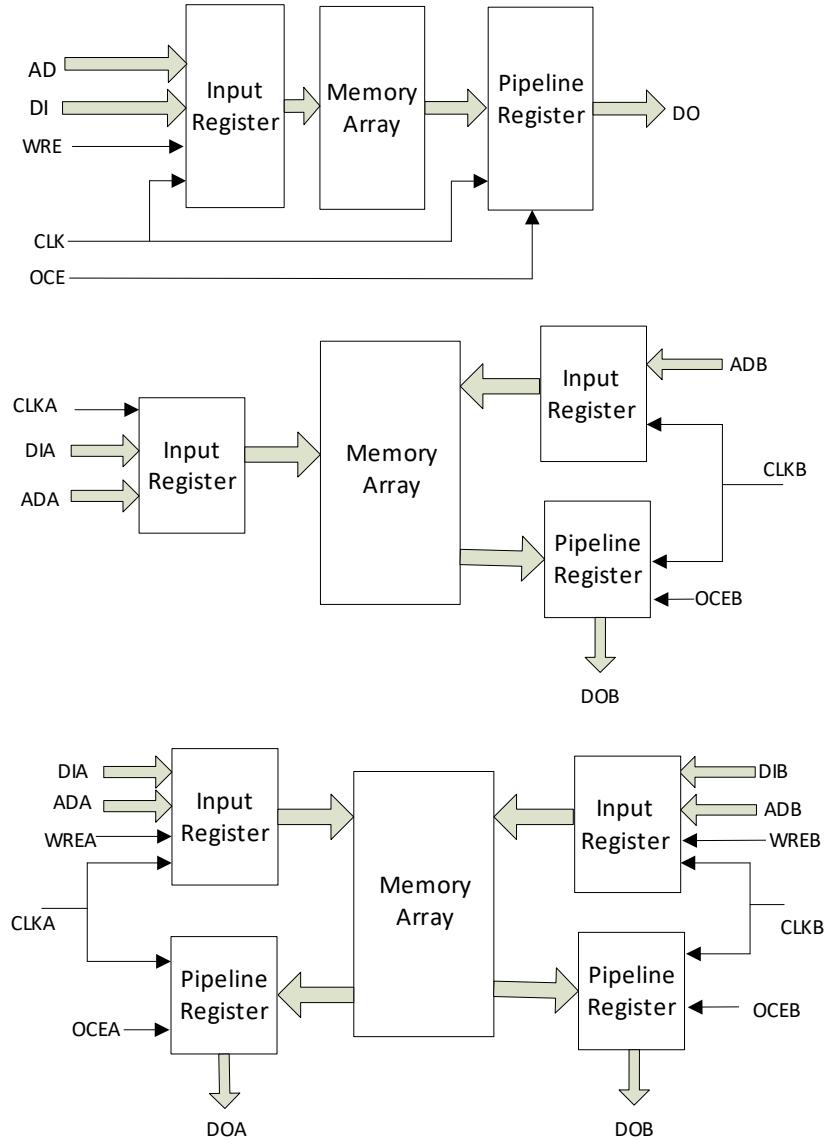 AD
DI
WRE
CLK
OCE
Input
Register
Memory
Array
Pipeline
Register
DO
CLKA
DIA
ADA
Input
Register
Memory
Array
Input
Register
ADB
CLKB
Pipeline
Register
OCEB
DOB
DIA
ADA
WREA
CLKA
OCEA
Input
Register
Pipeline
Register
DOA
Memory
Array
Input
Register
Pipeline
Register
DOB
DIB
ADB
WREB
CLKB
OCEB